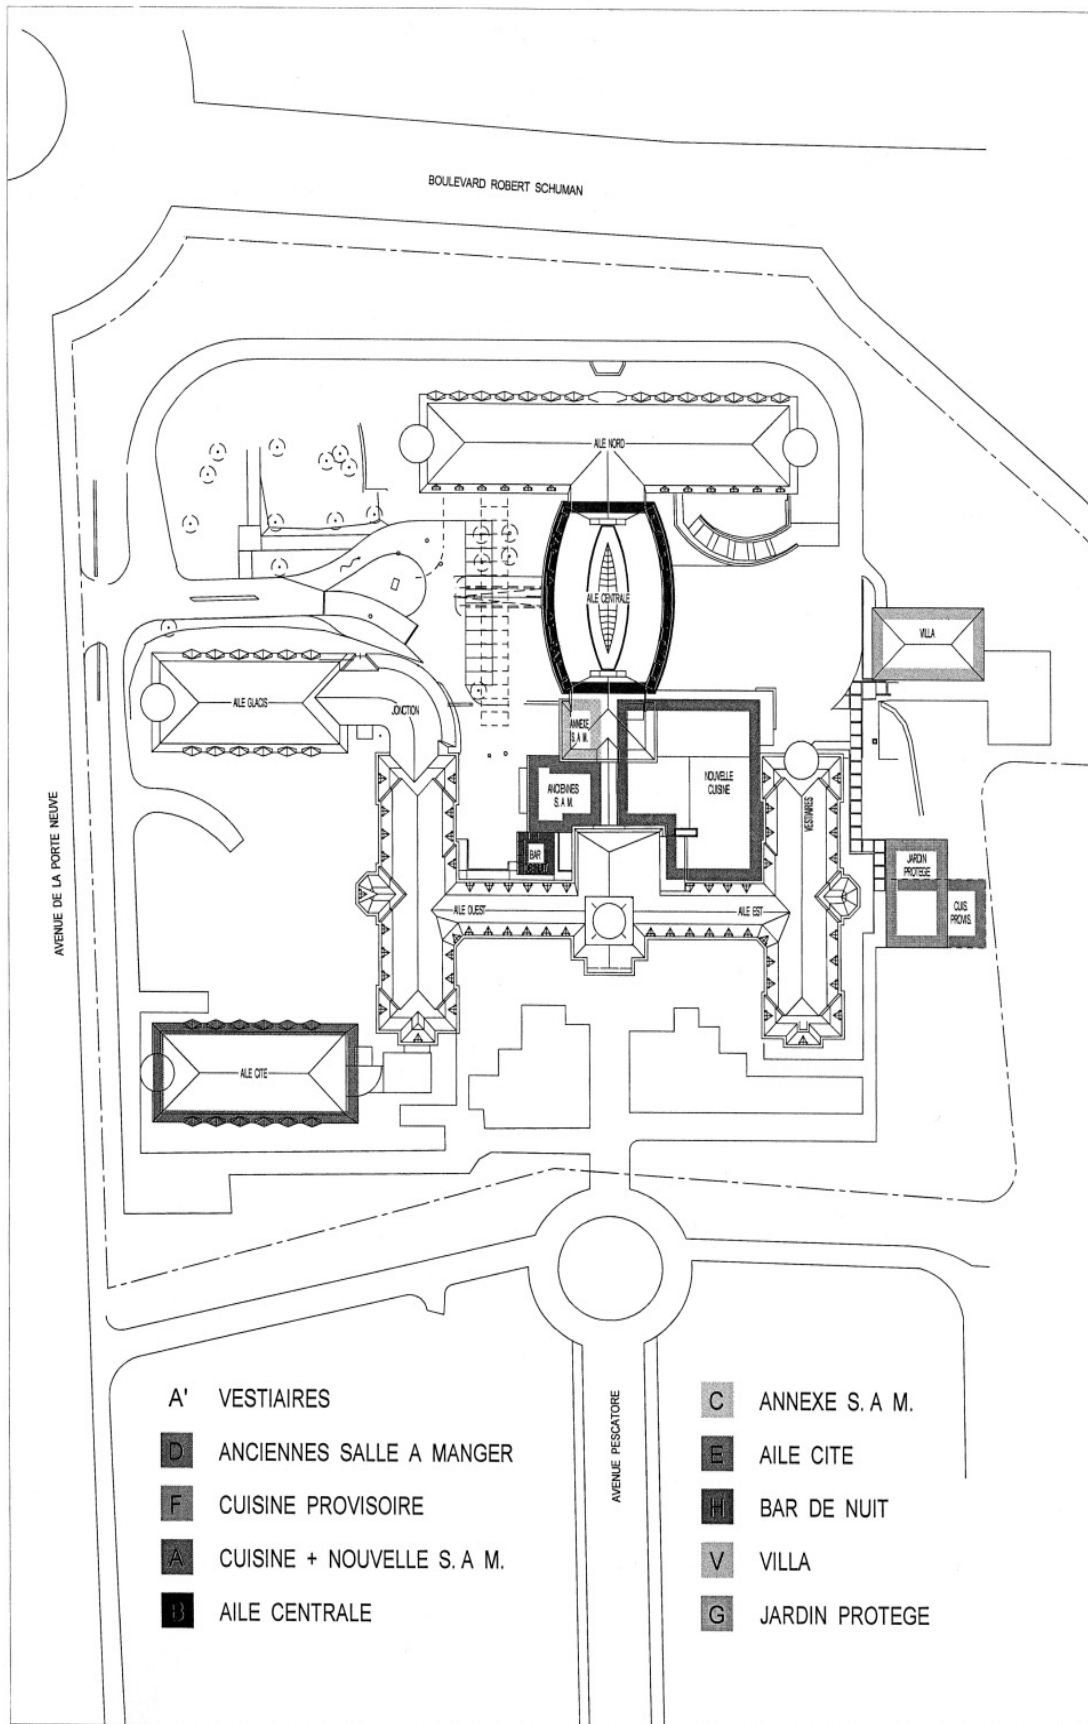 BOULEVARD ROBERT SCHUMAN
AILE NORD
AILE CENTRALE
VILLA
AILE GLACIS
JONCTION
ANNEXE
S.A M.
NOUVELLE
CUISINE
ANCIENNES
S.A M.
VESTIAIRES
BAR
JARDIN
PROTEGE
CUIS.
PROVIS.
AILE OUEST
AILE EST
AVENUE DE LA PORTE NEUVE
AILE CITE
AVENUE PESCATORE
A' VESTIAIRES
D ANCIENNES SALLE A MANGER
F CUISINE PROVISOIRE
A CUISINE + NOUVELLE S. A M.
B AILE CENTRALE
C ANNEXE S. A M.
E AILE CITE
H BAR DE NUIT
V VILLA
G JARDIN PROTEGE